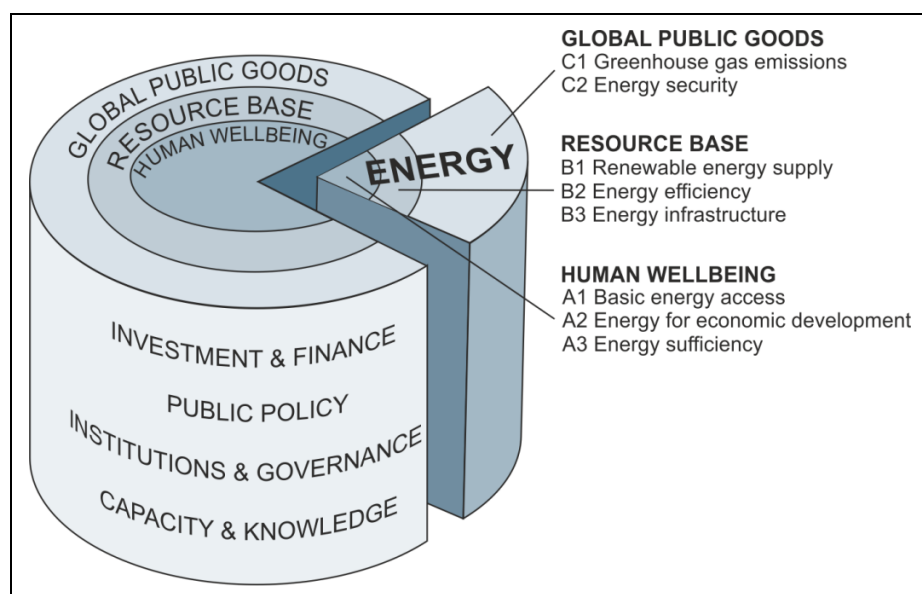 GLOBAL PUBLIC GOODS
RESOURCE BASE
HUMAN WELLBEING
ENERGY
INVESTMENT & FINANCE
PUBLIC POLICY
INSTITUTIONS & GOVERNANCE
CAPACITY & KNOWLEDGE
GLOBAL PUBLIC GOODS
C1 Greenhouse gas emissions
C2 Energy security
RESOURCE BASE
B1 Renewable energy supply
B2 Energy efficiency
B3 Energy infrastructure
HUMAN WELLBEING
A1 Basic energy access
A2 Energy for economic development
A3 Energy sufficiency